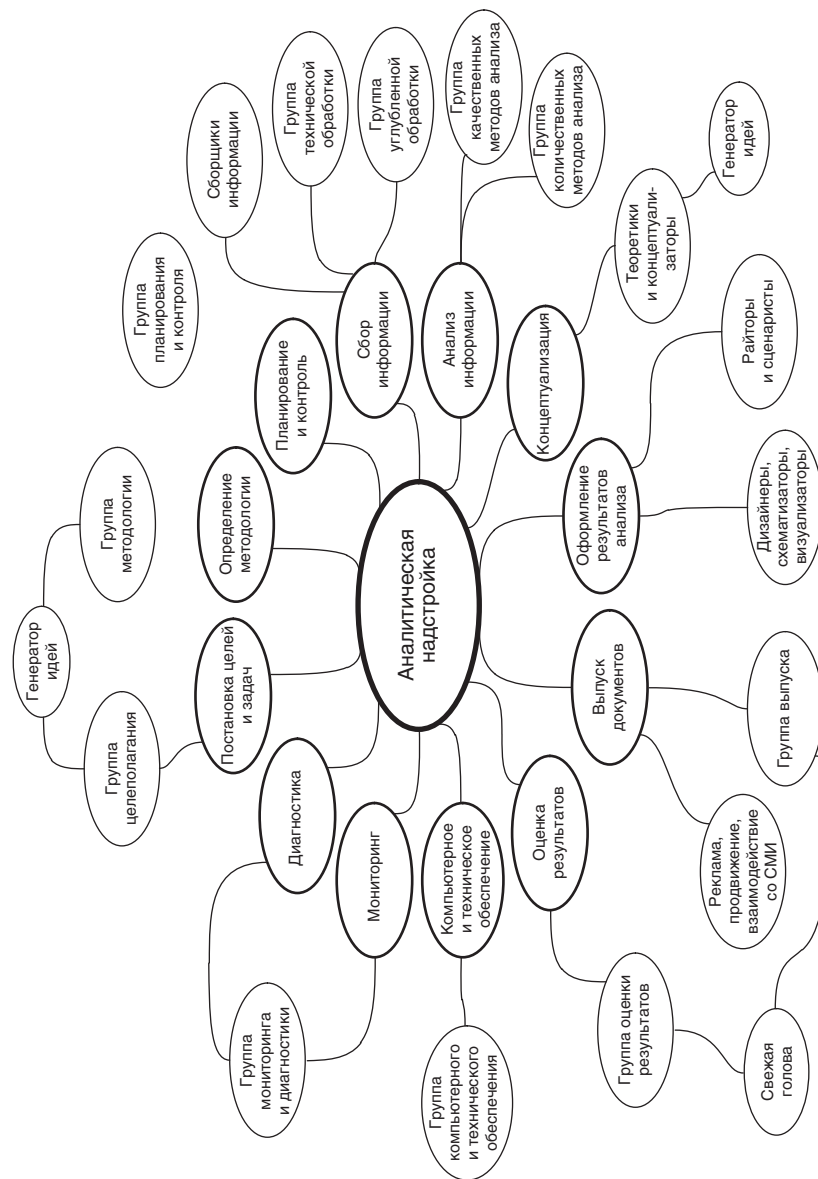 Генератор
идей
Группа
целеполагания
Группа
методологии
Группа
планирования
и контроля
Сборщики
информации
Группа
технической
обработки
Группа
углубленной
обработки
Группа
качественных
методов анализа
Группа
количественных
методов анализа
Группа
мониторинга
и диагностики
Диагностика
Постановка целей
и задач
Определение
методологии
Планирование
и контроль
Сбор
информации
Мониторинг
Аналитическая
надстройка
Анализ
информации
Группа
компьютерного
и технического
обеспечения
Компьютерное
и техническое
обеспечение
Оценка
результатов
Выпуск
документов
Оформление
результатов
анализа
Концептуализация
Теоретики
и концептуали-
заторы
Генератор
идей
Группа оценки
результатов
Свежая
голова
Реклама,
продвижение,
взаимодействие
со СМИ
Группа выпуска
Дизайнеры,
схематизаторы,
визуализаторы
Райторы
и сценаристы